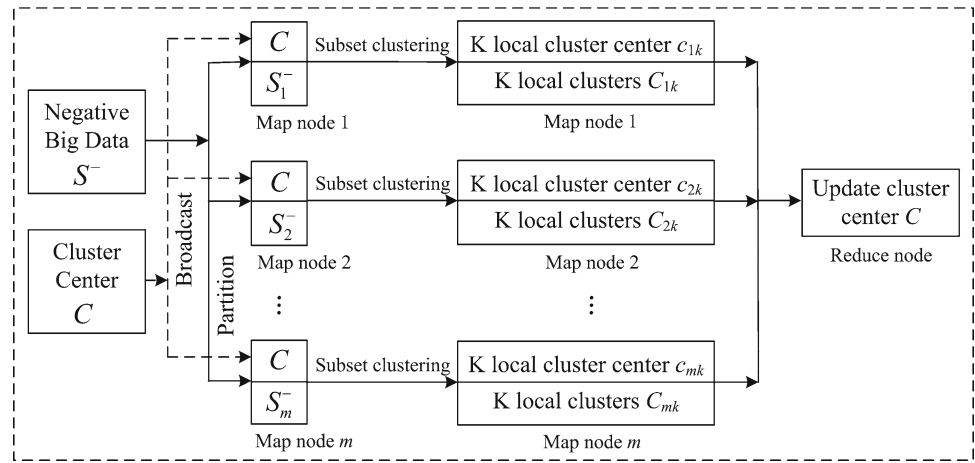 Negative
Big Data
S⁻
Cluster
Center
C
Broadcast
Partition
C
S₁⁻
Map node 1
Subset clustering
K local cluster center c₁ₖ
K local clusters C₁ₖ
Map node 1
C
S₂⁻
Map node 2
Subset clustering
K local cluster center c₂ₖ
K local clusters C₂ₖ
Map node 2
⋮
⋮
C
Sₘ⁻
Map node m
Subset clustering
K local cluster center cₘₖ
K local clusters Cₘₖ
Map node m
Update cluster
center C
Reduce node